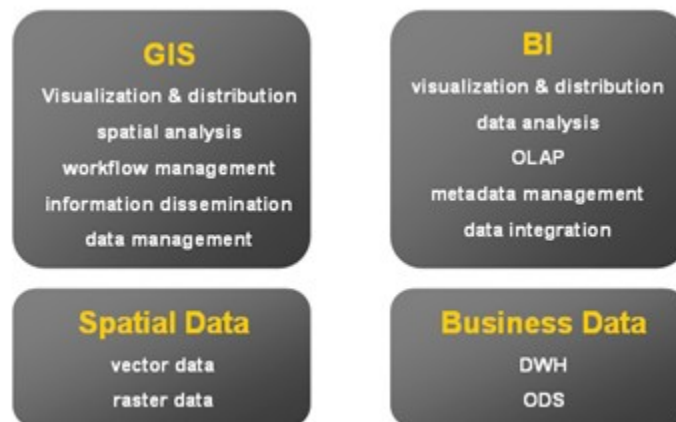 GIS
Visualization & distribution
spatial analysis
workflow management
information dissemination
data management
BI
visualization & distribution
data analysis
OLAP
metadata management
data integration
Spatial Data
vector data
raster data
Business Data
DWH
ODS